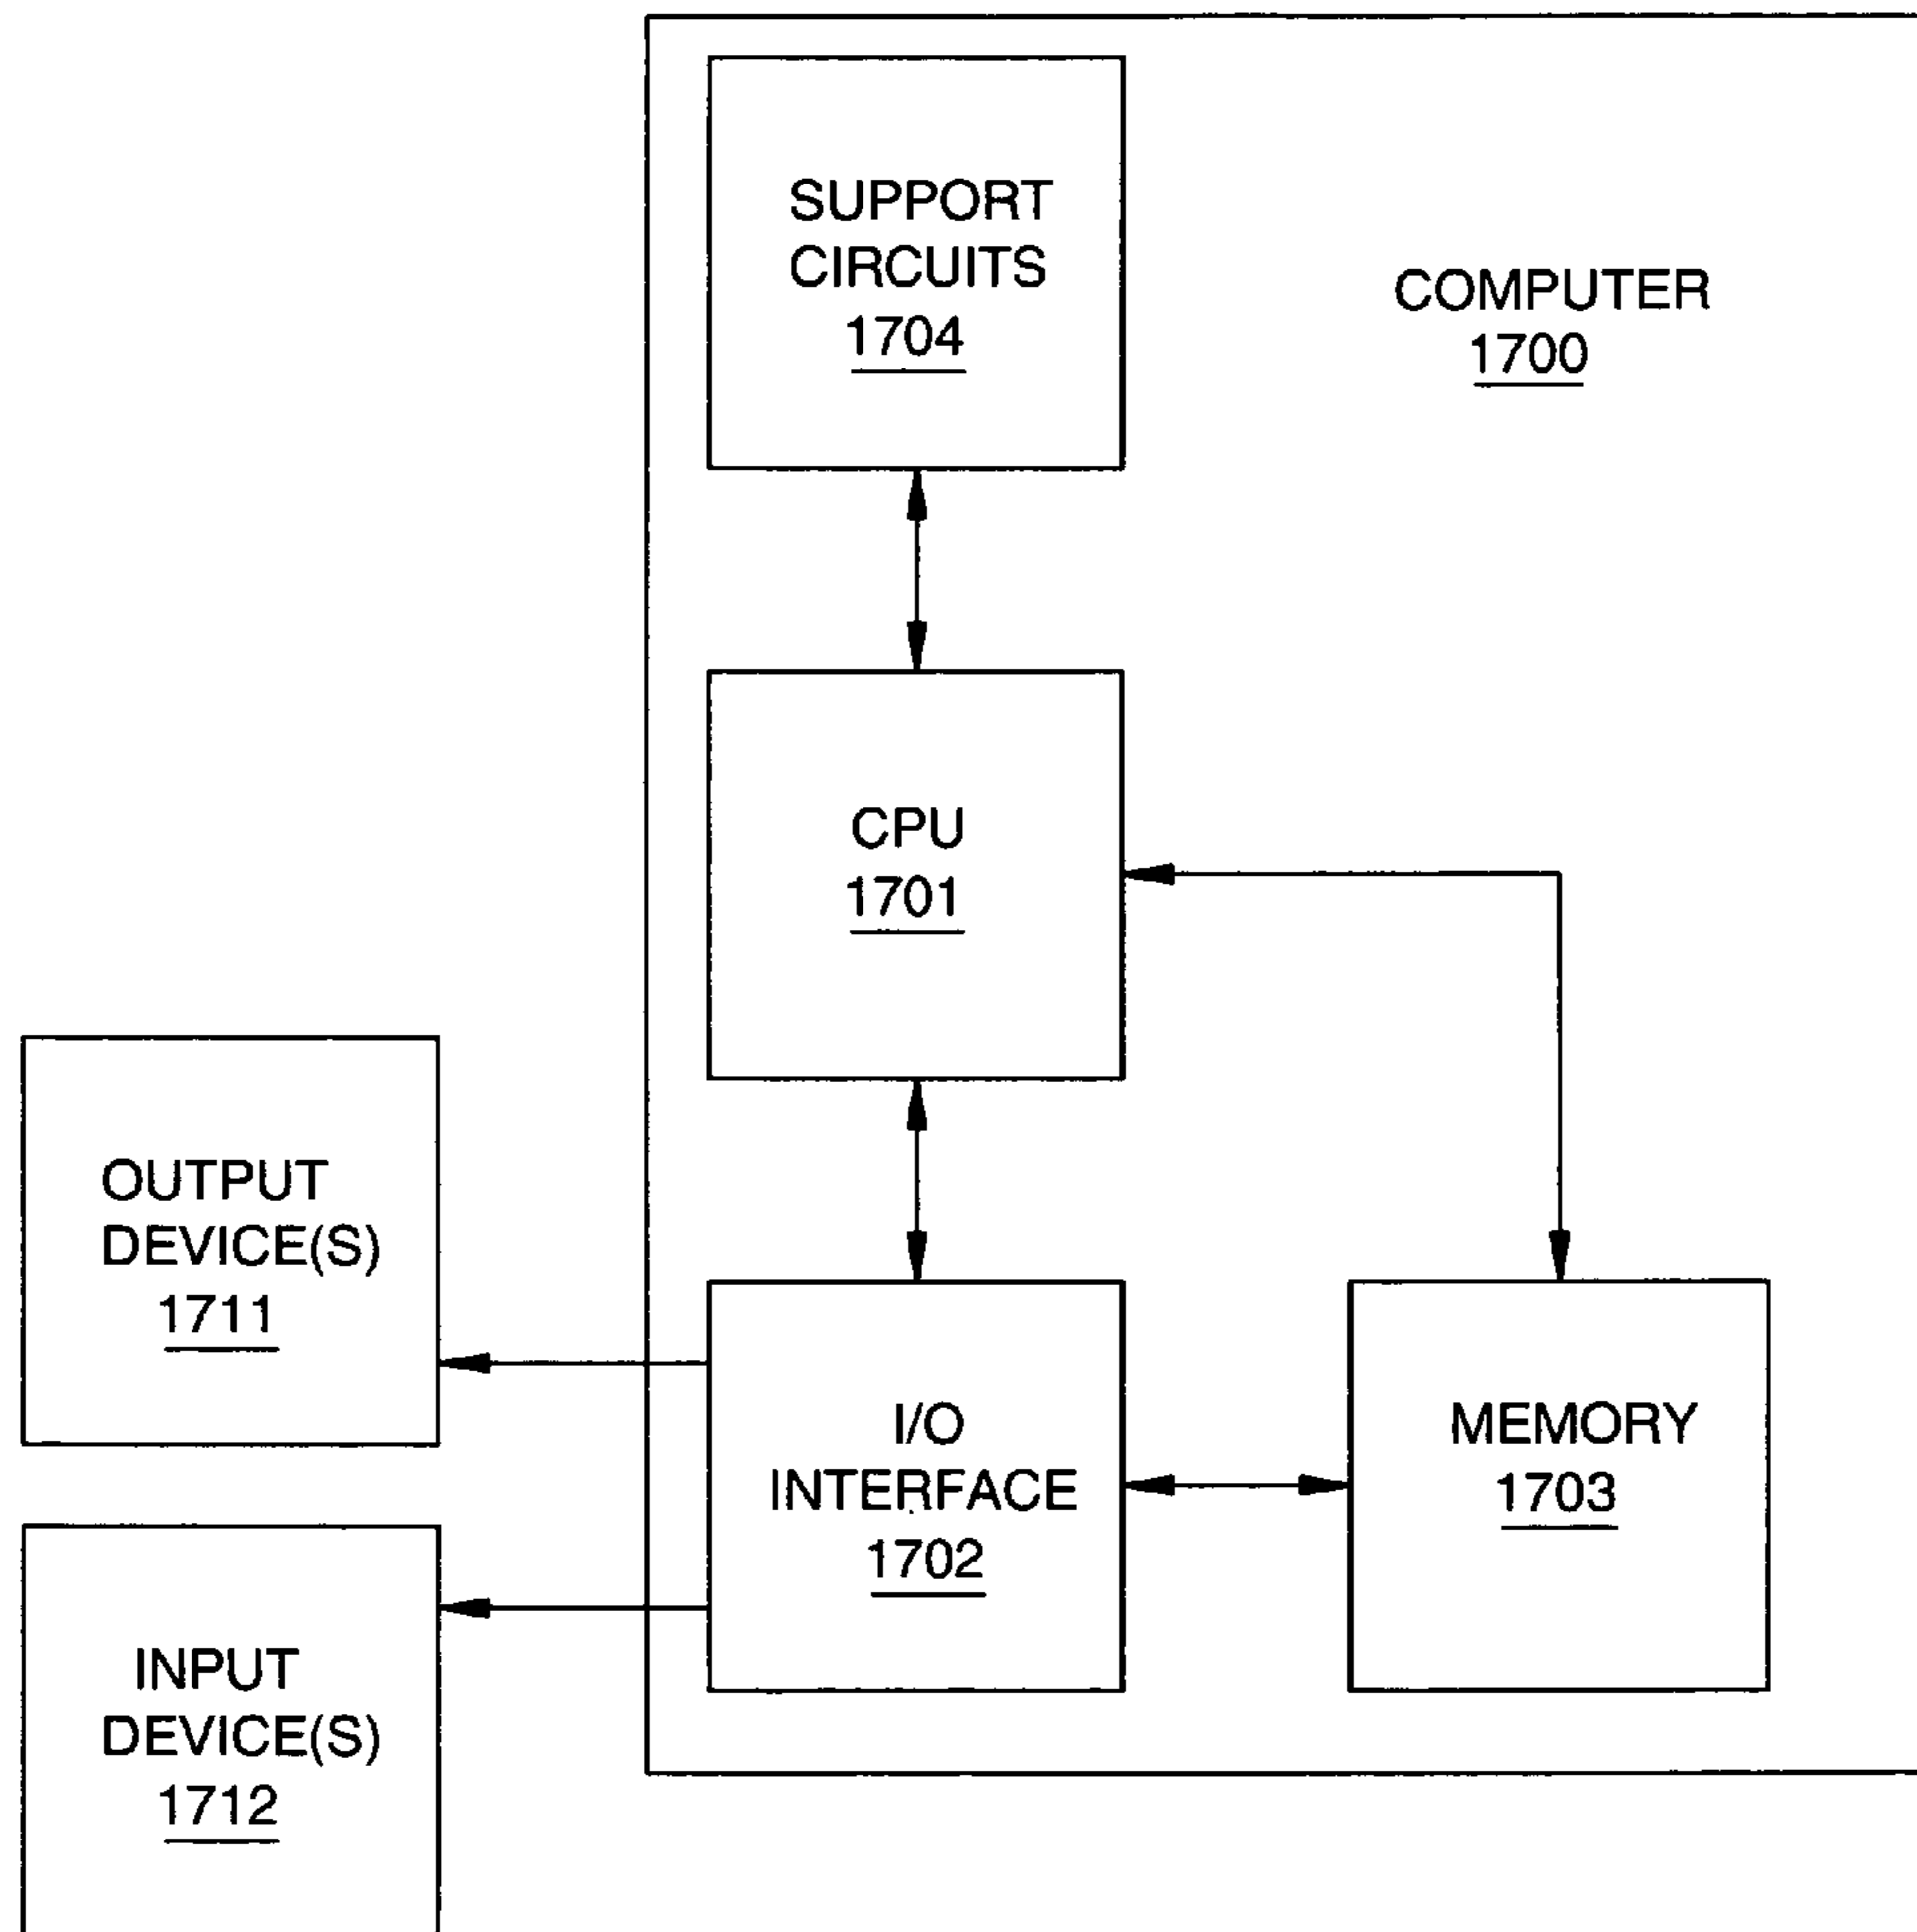 SUPPORT
CIRCUITS
1704
COMPUTER
1700
CPU
1701
OUTPUT
DEVICE(S)
1711
I/O
INTERFACE
1702
MEMORY
1703
INPUT
DEVICE(S)
1712